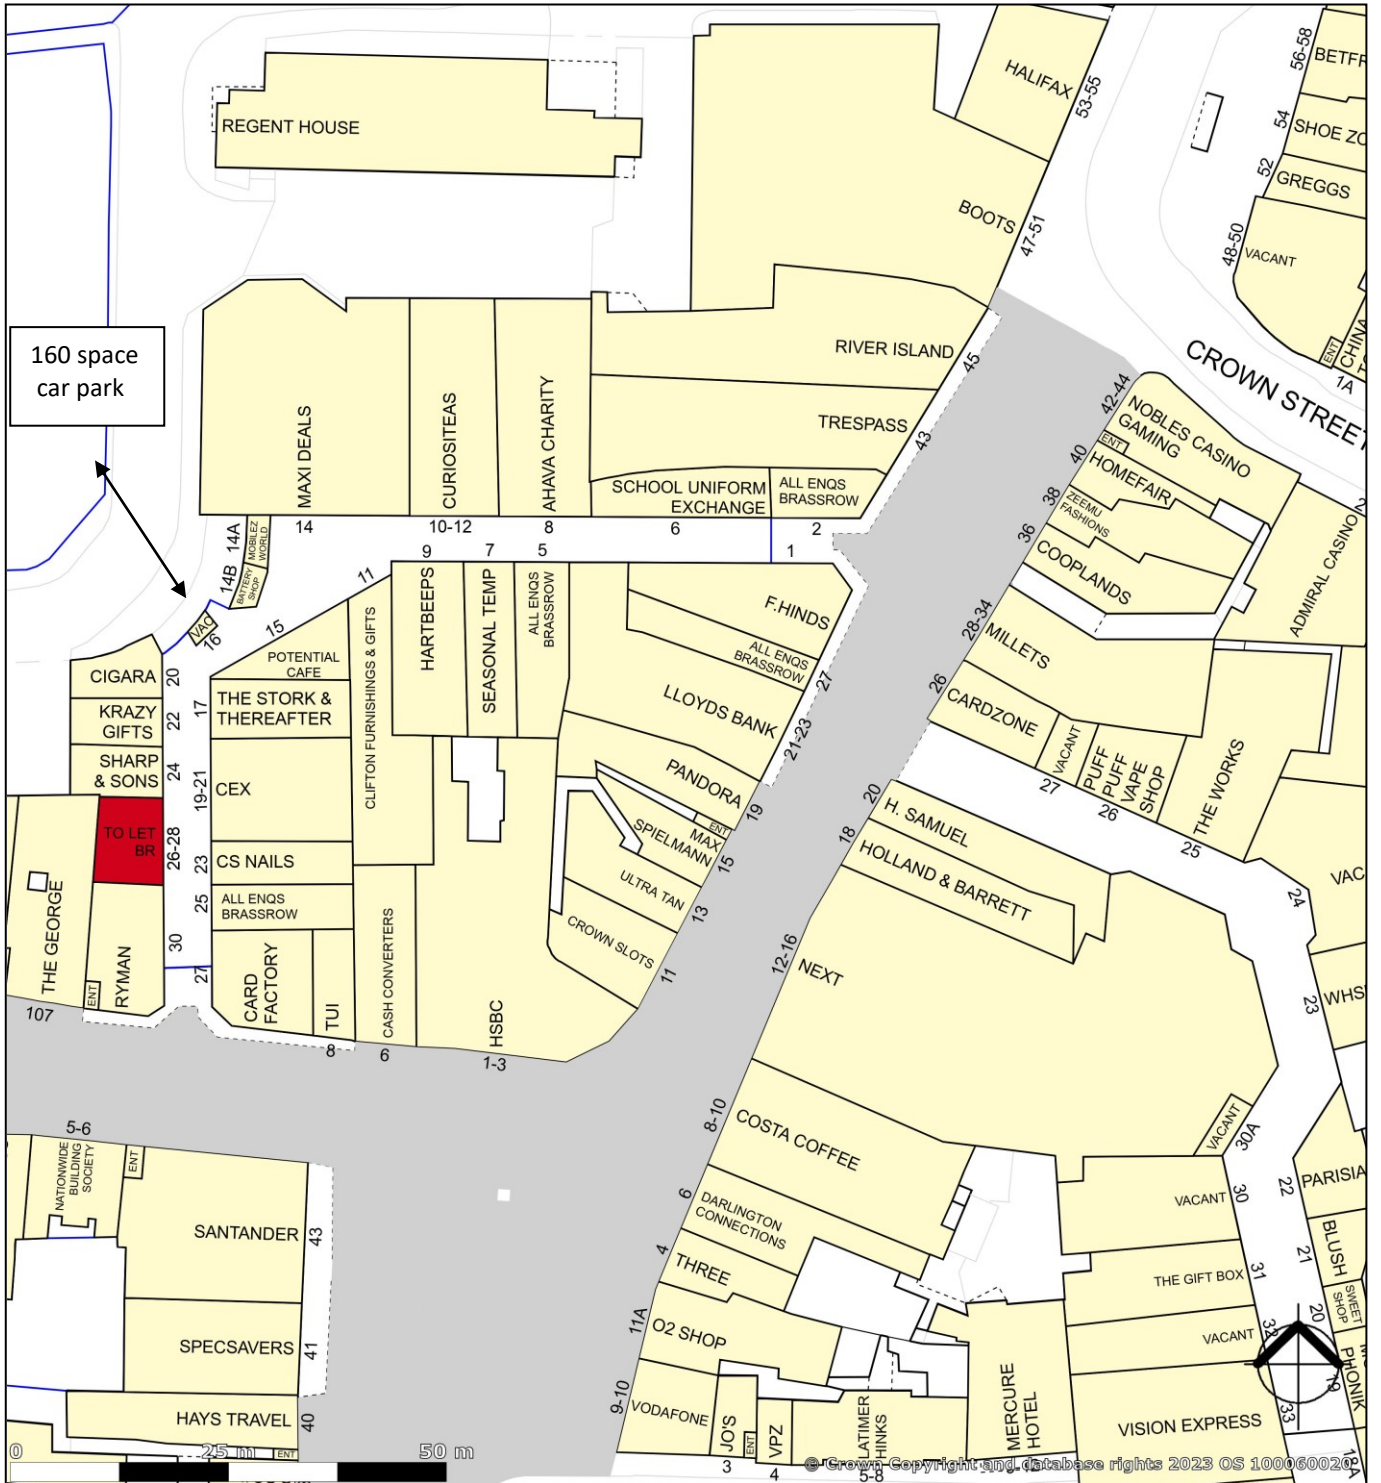 HALIFAX
53-55
56-58
BETFR
54
SHOE ZO
52
GREGGS
48-50
VACANT
ENT
CHINA
1A
REGENT HOUSE
BOOTS
47-51
160 space
car park
RIVER ISLAND
45
TRESPASS
43
CROWN STREET
MAXI DEALS
CURIOSITEAS
AHAVA CHARITY
SCHOOL UNIFORM
EXCHANGE
ALL ENQS
BRASSROW
14
10-12
8
6
2
42-44
NOBLES CASINO
GAMING
ENT
40
HOMEFAIR
38
ZEEMU
FASHIONS
36
COOPLANDS
ADMIRAL CASINO
2
14A
MOBILEZ
WORLD
14B
BATTERY
SHOP
VAC
16
11
9
7
5
1
15
POTENTIAL
CAFE
CLIFTON FURNISHINGS & GIFTS
HARTBEEPS
SEASONAL TEMP
ALL ENQS
BRASSROW
F.HINDS
ALL ENQS
BRASSROW
27
LLOYDS BANK
21-23
PANDORA
19
ENT
MAX
SPIELMANN
15
ULTRA TAN
13
CROWN SLOTS
11
28-34
MILLETS
26
CARDZONE
VACANT
27
PUFF
PUFF
VAPE
SHOP
26
THE WORKS
25
CIGARA
20
KRAZY
GIFTS
22
SHARP
& SONS
24
TO LET
BR
26-28
THE GEORGE
107
ENT
RYMAN
30
17
THE STORK &
THEREAFTER
19-21
CEX
23
CS NAILS
25
ALL ENQS
BRASSROW
27
CARD
FACTORY
TUI
8
CASH CONVERTERS
6
HSBC
1-3
20
H. SAMUEL
18
HOLLAND & BARRETT
12-16
NEXT
24
VAC
23
WHS
8-10
COSTA COFFEE
6
DARLINGTON
CONNECTIONS
4
THREE
11A
O2 SHOP
9-10
VODAFONE
JO'S
ENT
3
VPZ
4
LATIMER
HINKS
5-8
MERCURE
HOTEL
VACANT
30A
VACANT
30
THE GIFT BOX
31
VACANT
32
VISION EXPRESS
33
22
PARISIA
21
BLUSH
20
SWEET
SHOP
19
PHONIK
5-6
NATIONWIDE
BUILDING
SOCIETY
ENT
SANTANDER
43
SPECSAVERS
41
HAYS TRAVEL
40
ENT
0 25 m 50 m
© Crown Copyright and database rights 2023 OS 100060020